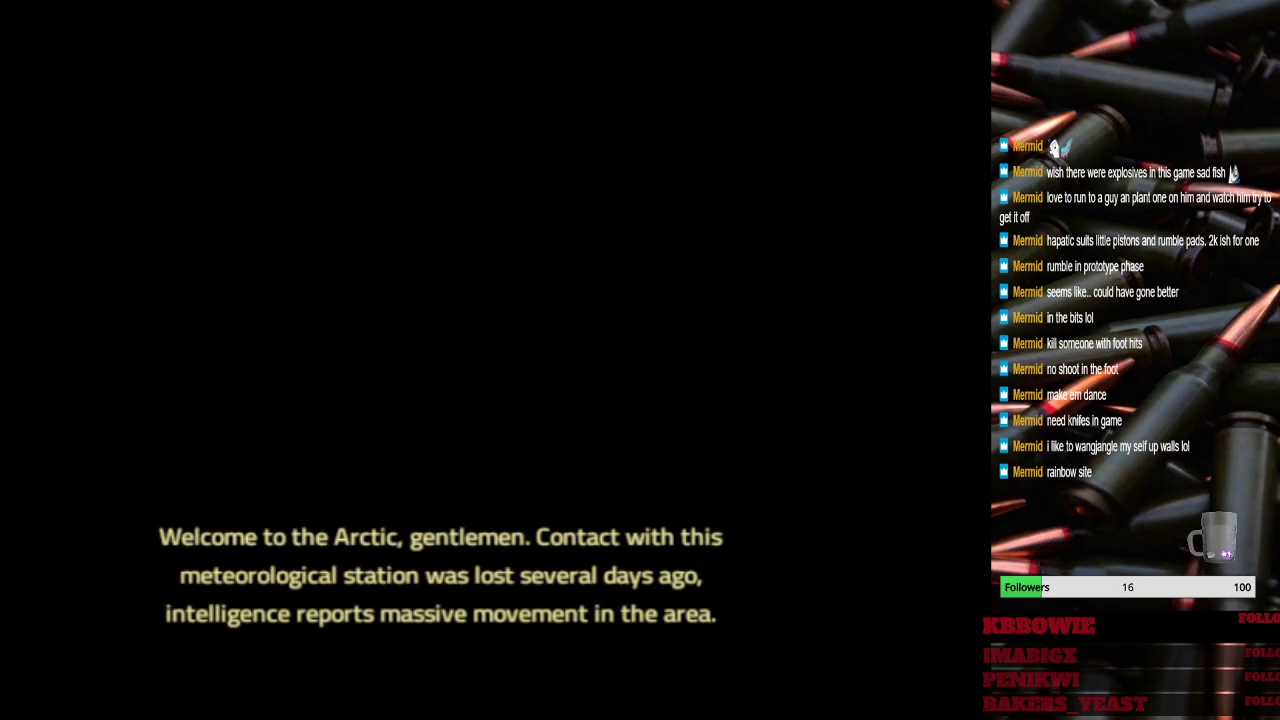 Welcome to the Arctic, gentlemen. Contact with this
meteorological station was lost several days ago,
intelligence reports massive movement in the area.
Mermid
Mermid wish there were explosives in this game sad fish
Mermid love to run to a guy an plant one on him and watch him try to
get it off
Mermid hapatic suits little pistons and rumble pads. 2k ish for one
Mermid rumble in prototype phase
Mermid seems like.. could have gone better
Mermid in the bits lol
Mermid kill someone with foot hits
Mermid no shoot in the foot
Mermid make em dance
Mermid need knifes in game
Mermid i like to wangjangle my self up walls lol
Mermid rainbow site
Followers 16 100
KBBOWIE FOLLO
IMABIGX FOLLO
PENIKWI FOLLO
BAKERS_YEAST FOLLO